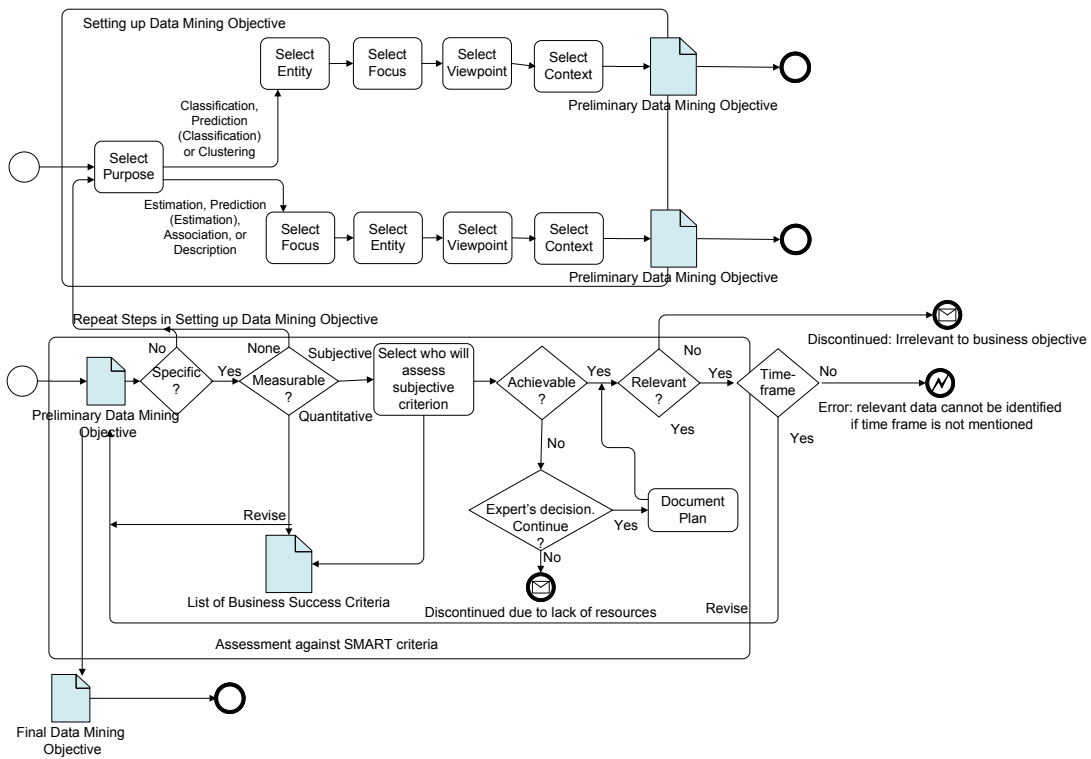 Setting up Data Mining Objective
Select
Entity
Select
Focus
Select
Viewpoint
Select
Context
Preliminary Data Mining Objective
Classification,
Prediction
(Classification)
or Clustering
Select
Purpose
Estimation, Prediction
(Estimation),
Association, or
Description
Select
Focus
Select
Entity
Select
Viewpoint
Select
Context
Preliminary Data Mining Objective
Repeat Steps in Setting up Data Mining Objective
Discontinued: Irrelevant to business objective
No
None
Subjective
Select who will
assess
subjective
criterion
No
Specific
?
Yes
Measurable
?
Quantitative
Achievable
?
Yes
Relevant
?
Yes
Yes
Time-
frame
No
Yes
Error: relevant data cannot be identified
if time frame is not mentioned
Preliminary Data Mining
Objective
No
Expert's decision.
Continue
?
Yes
Document
Plan
No
Discontinued due to lack of resources
Revise
List of Business Success Criteria
Revise
Assessment against SMART criteria
Final Data Mining
Objective